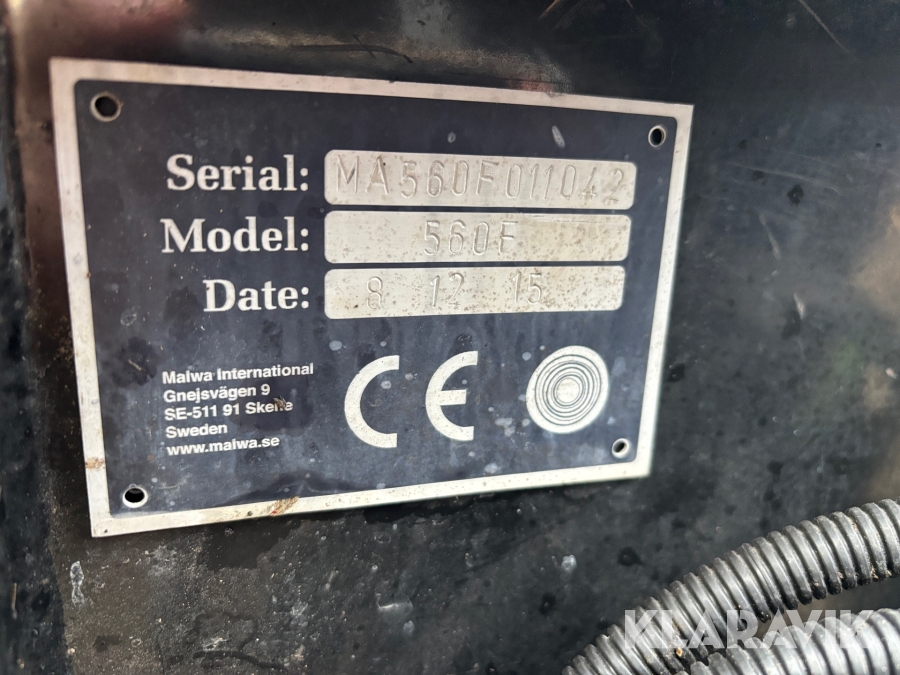 Serial: MA560F011042
Model: 560F
Date: 8 12 15
Malwa International
Gnejsvägen 9
SE-511 91 Skene
Sweden
www.malwa.se
CE
KLARAVIK